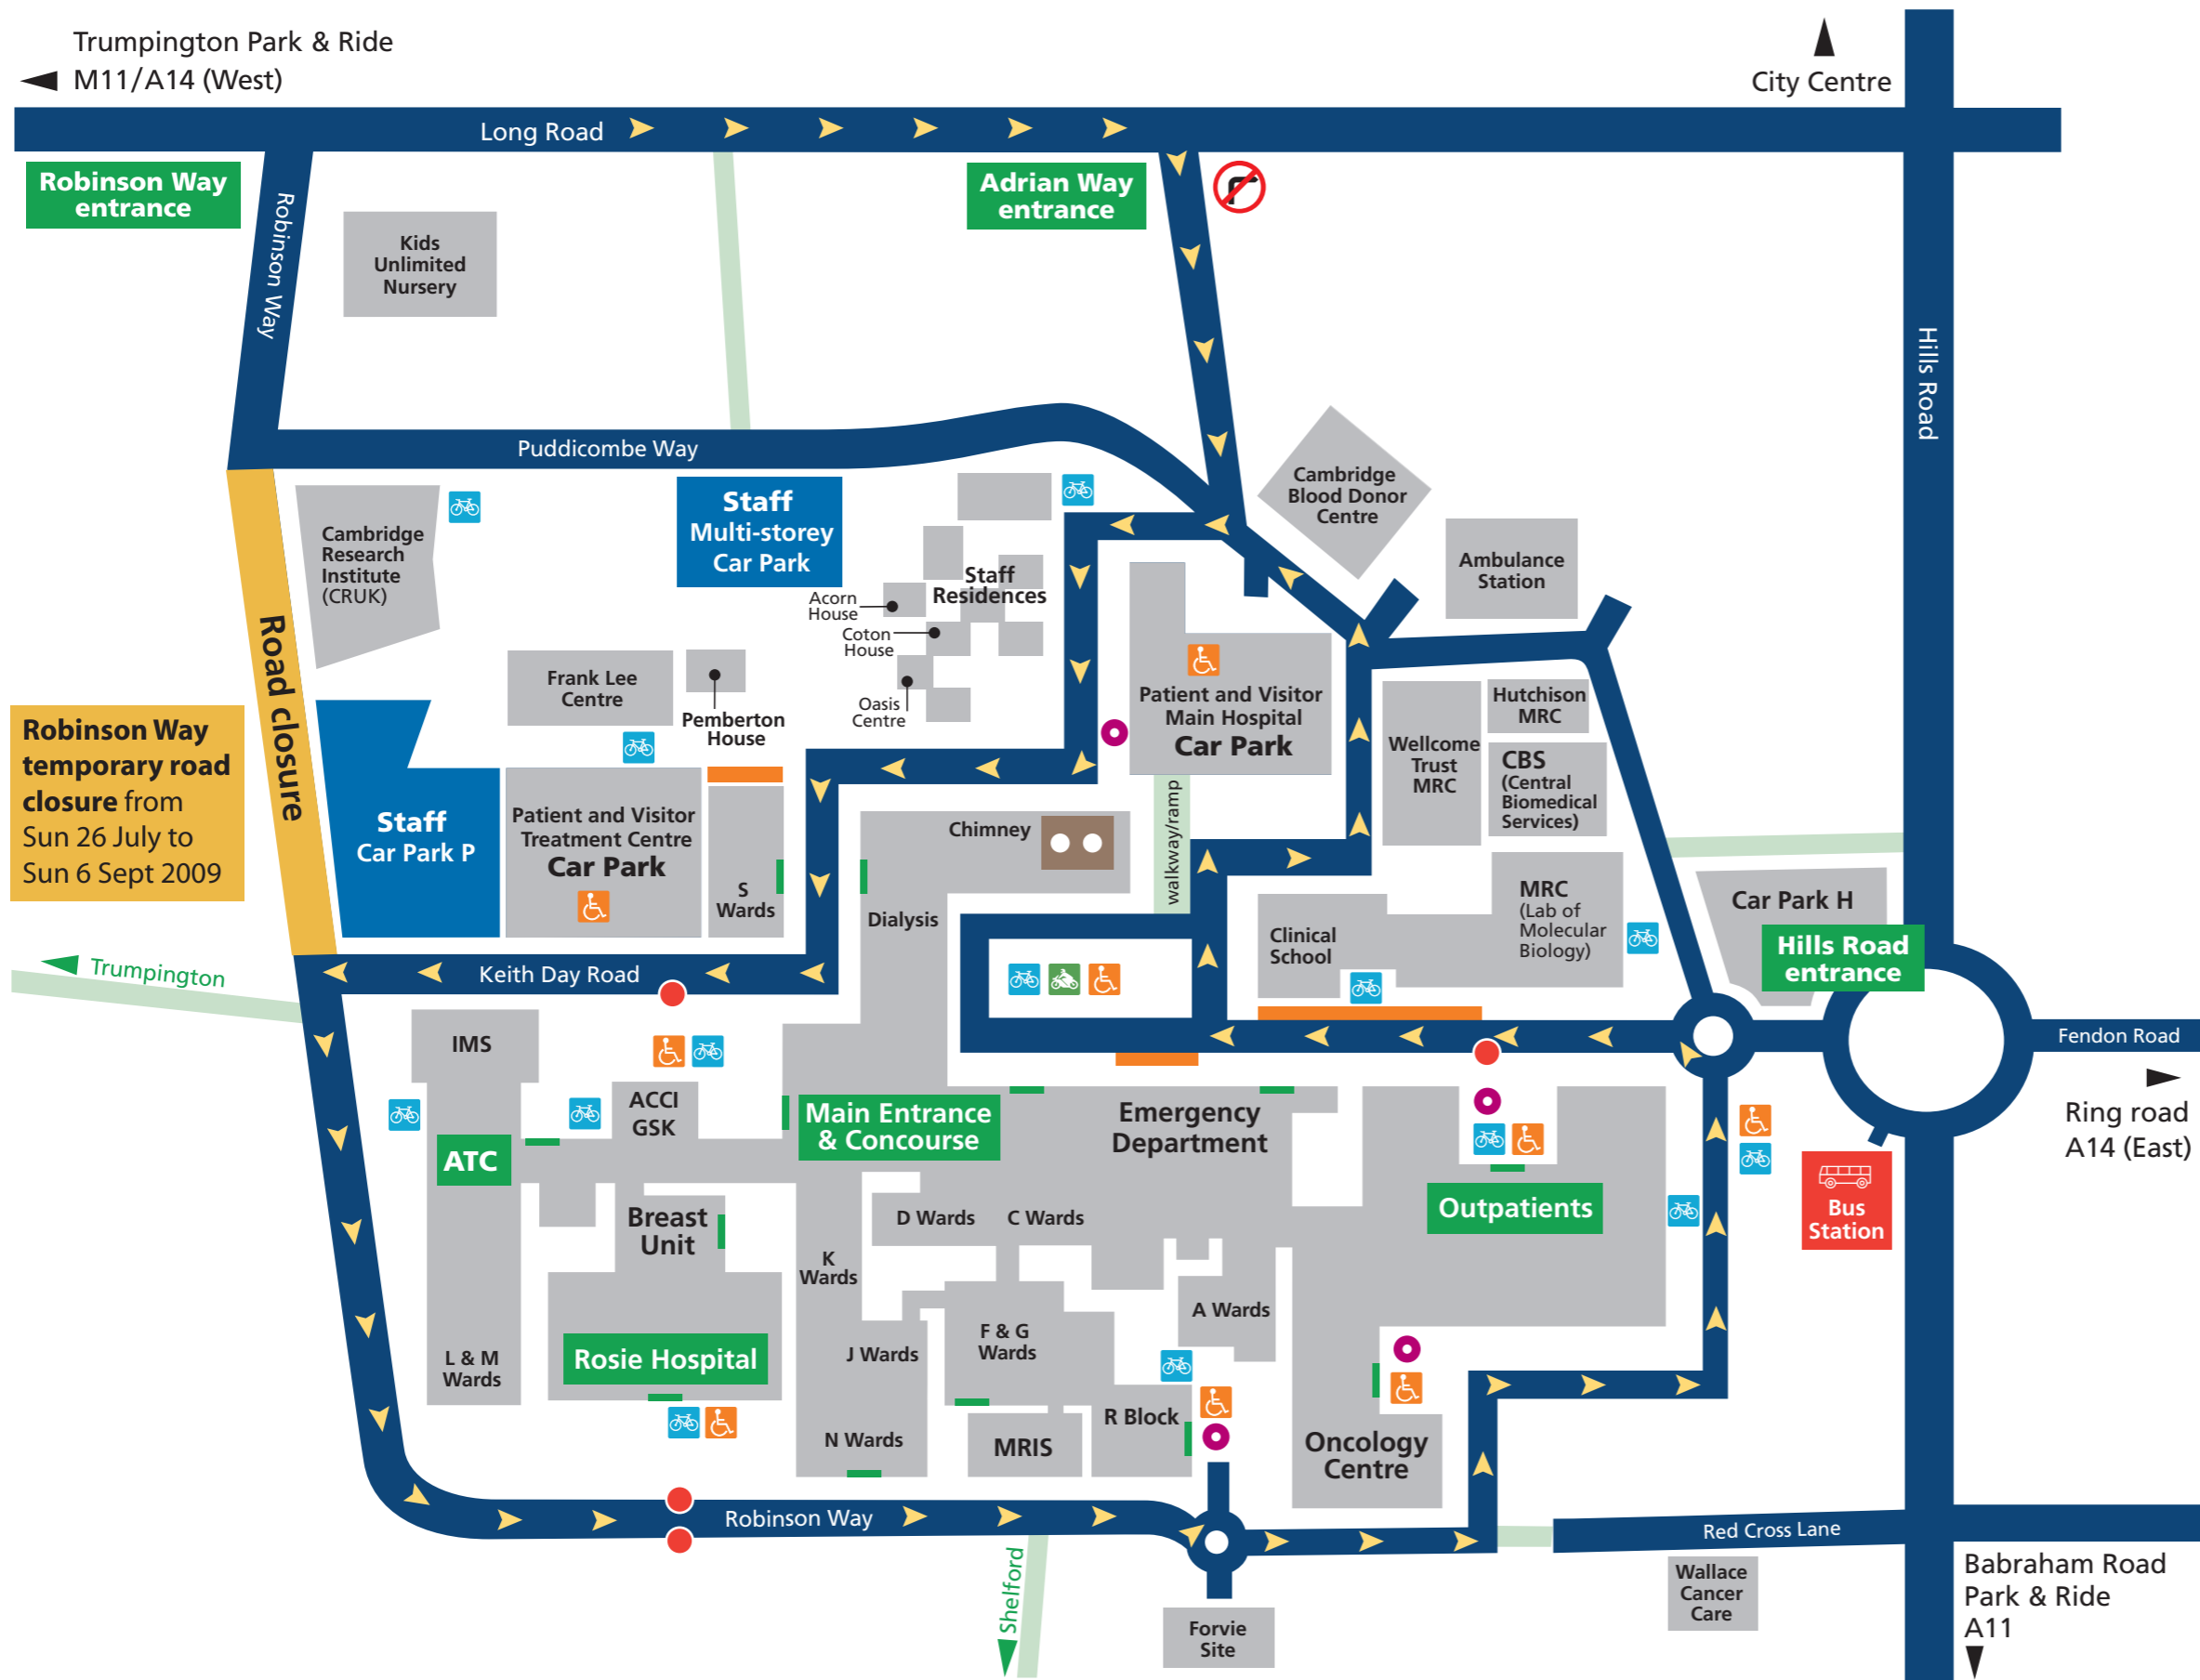 Trumpington Park & Ride
M11/A14 (West)
City Centre
Long Road
Robinson Way
entrance
Adrian Way
entrance
Robinson Way
Kids
Unlimited
Nursery
Hills Road
Puddicombe Way
Cambridge
Blood Donor
Centre
Staff
Multi-storey
Car Park
Cambridge
Research
Institute
(CRUK)
Ambulance
Station
Staff
Residences
Acorn
House
Coton
House
Oasis
Centre
Road closure
Frank Lee
Centre
Pemberton
House
Patient and Visitor
Main Hospital
Car Park
Hutchison
MRC
Wellcome
Trust
MRC
CBS
(Central
Biomedical
Services)
Robinson Way
temporary road
closure from
Sun 26 July to
Sun 6 Sept 2009
Staff
Car Park P
Patient and Visitor
Treatment Centre
Car Park
S
Wards
Chimney
walkway/ramp
Dialysis
Clinical
School
MRC
(Lab of
Molecular
Biology)
Car Park H
Hills Road
entrance
Trumpington
Keith Day Road
Fendon Road
Ring road
A14 (East)
IMS
ACCI
GSK
Main Entrance
& Concourse
Emergency
Department
ATC
Bus
Station
Outpatients
Breast
Unit
D Wards
C Wards
K
Wards
A Wards
F & G
Wards
J Wards
L & M
Wards
Rosie Hospital
R Block
N Wards
MRIS
Oncology
Centre
Robinson Way
Red Cross Lane
Shelford
Wallace
Cancer
Care
Babraham Road
Park & Ride
A11
Forvie
Site